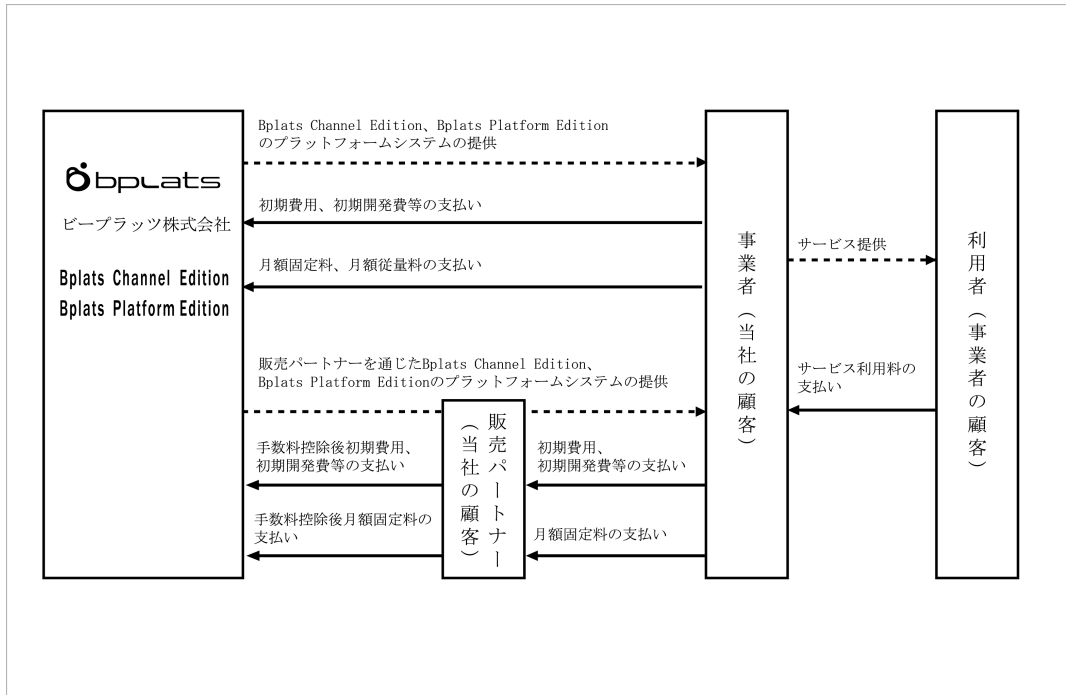 Bplats Channel Edition、Bplats Platform Edition
のプラットフォームシステムの提供
bplats
ビープラッツ株式会社
Bplats Channel Edition
Bplats Platform Edition
初期費用、初期開発費等の支払い
月額固定料、月額従量料の支払い
販売パートナーを通じたBplats Channel Edition、
Bplats Platform Editionのプラットフォームシステムの提供
手数料控除後初期費用、
初期開発費等の支払い
手数料控除後月額固定料の
支払い
販売パートナー
（当社の顧客）
初期費用、
初期開発費等の支払い
月額固定料の支払い
事業者（当社の顧客）
サービス提供
サービス利用料の
支払い
利用者（事業者の顧客）